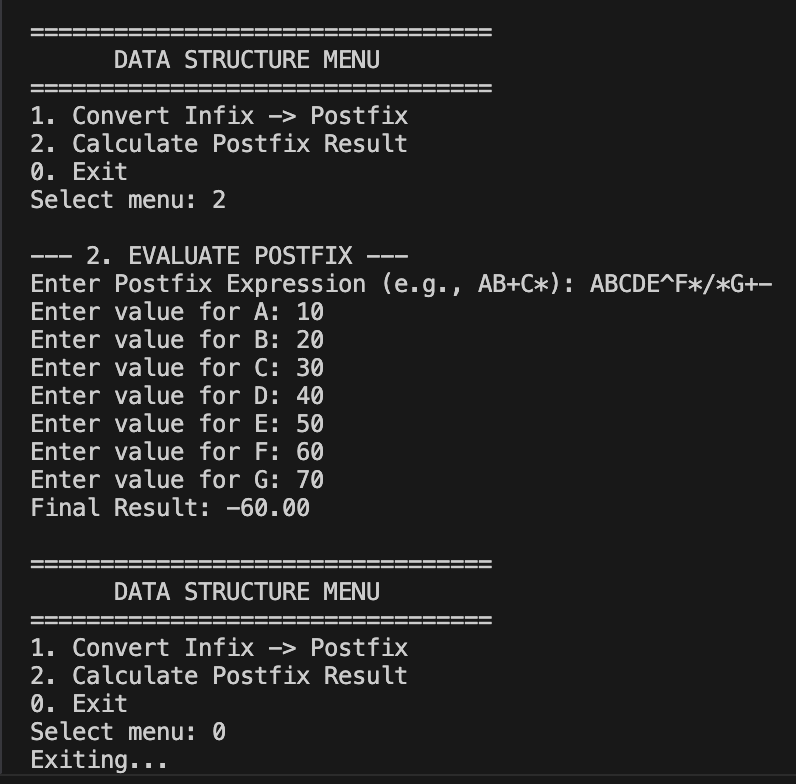 =================================
DATA STRUCTURE MENU
=================================
1. Convert Infix -> Postfix
2. Calculate Postfix Result
0. Exit
Select menu: 2
--- 2. EVALUATE POSTFIX ---
Enter Postfix Expression (e.g., AB+C*): ABCDE^F*/*G+-
Enter value for A: 10
Enter value for B: 20
Enter value for C: 30
Enter value for D: 40
Enter value for E: 50
Enter value for F: 60
Enter value for G: 70
Final Result: -60.00
=================================
DATA STRUCTURE MENU
=================================
1. Convert Infix -> Postfix
2. Calculate Postfix Result
0. Exit
Select menu: 0
Exiting...